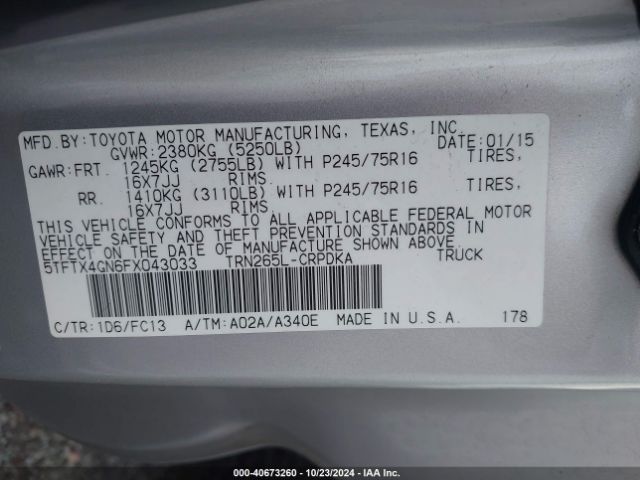 MFD.BY:TOYOTA MOTOR MANUFACTURING, TEXAS, INC.
GVWR:2380KG (5250LB) DATE:01/15
GAWR:FRT. 1245KG (2755LB) WITH P245/75R16 TIRES,
16X7JJ RIMS
RR. 1410KG (3110LB) WITH P245/75R16 TIRES,
16X7JJ RIMS
THIS VEHICLE CONFORMS TO ALL APPLICABLE FEDERAL MOTOR
VEHICLE SAFETY AND THEFT PREVENTION STANDARDS IN
EFFECT ON THE DATE OF MANUFACTURE SHOWN ABOVE.
5TFTX4GN6FX043033 TRN265L-CRPDKA TRUCK
C/TR:1D6/FC13 A/TM:A02A/A340E MADE IN U.S.A. 178
000-40673260 - 10/23/2024 - IAA Inc.